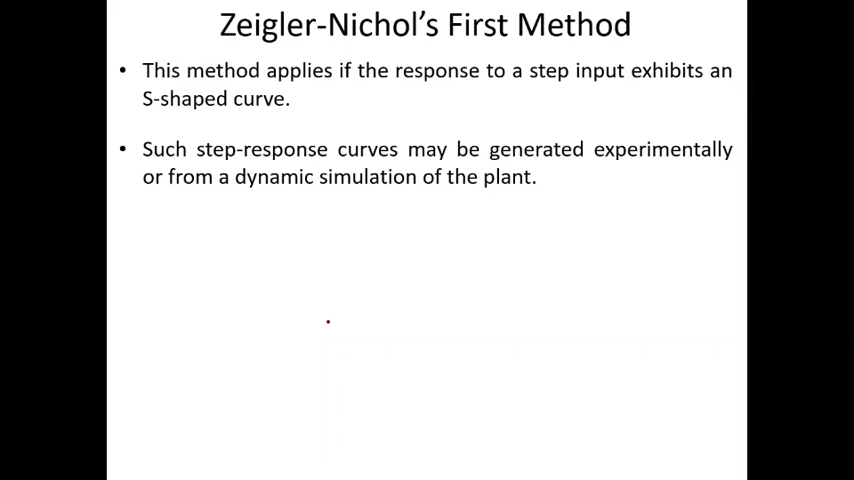 Zeigler-Nichol’s First Method
• This method applies if the response to a step input exhibits an
S-shaped curve.
• Such step-response curves may be generated experimentally
or from a dynamic simulation of the plant.